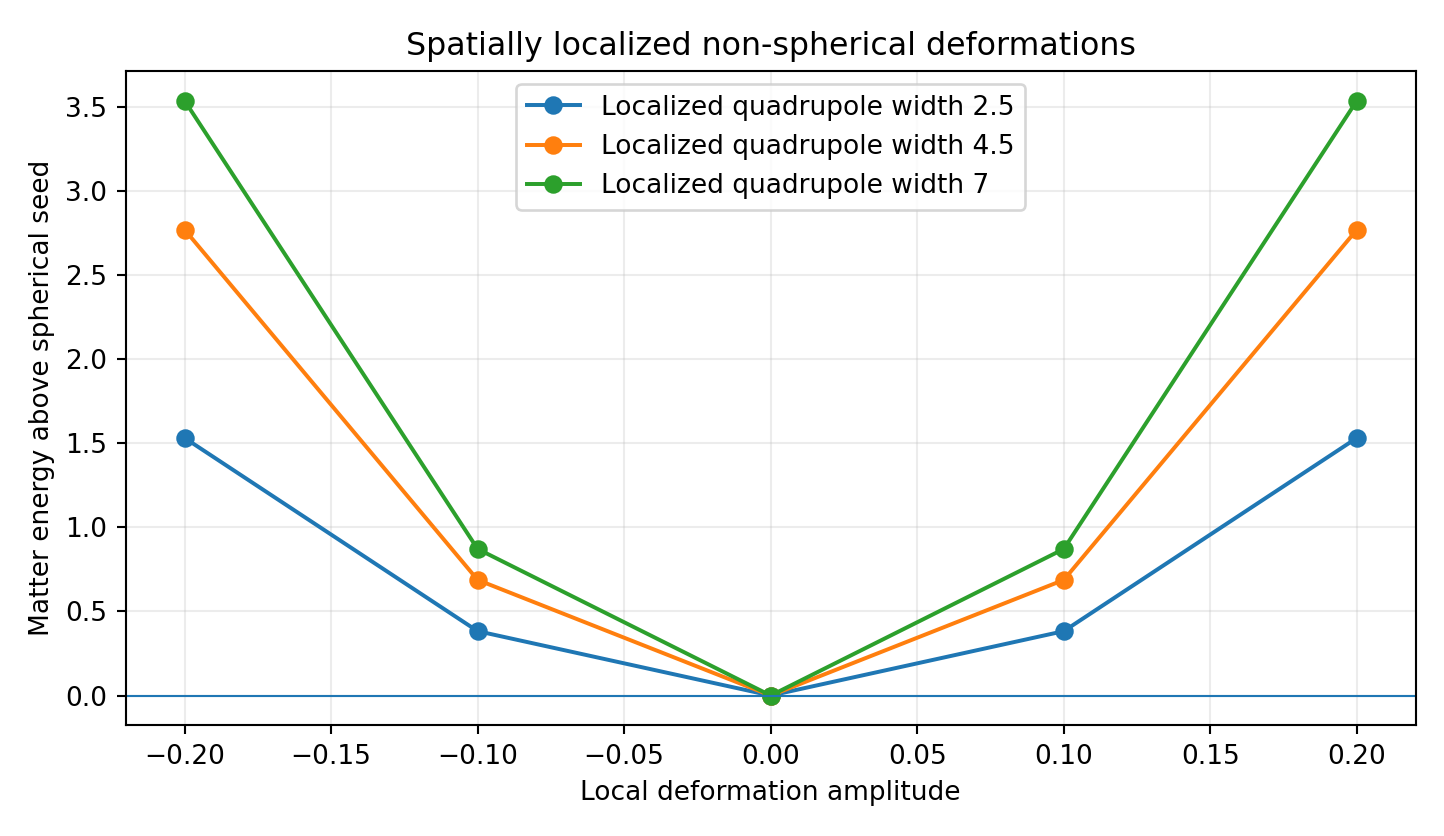 Spatially localized non-spherical deformations
Localized quadrupole width 2.5
Localized quadrupole width 4.5
Localized quadrupole width 7
Matter energy above spherical seed
3.5
3.0
2.5
2.0
1.5
1.0
0.5
0.0
−0.20 −0.15 −0.10 −0.05 0.00 0.05 0.10 0.15 0.20
Local deformation amplitude